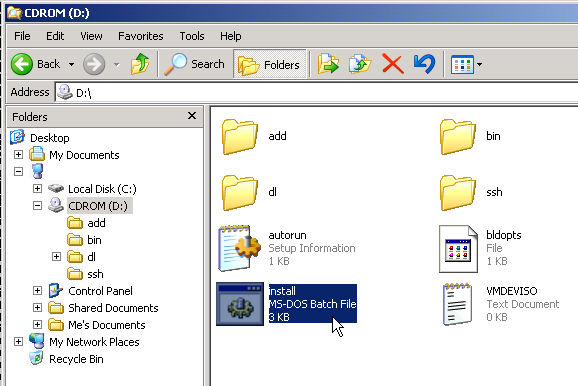 CDROM (D:)
File Edit View Favorites Tools Help
Back Search Folders
Address D:\
Folders
Desktop
My Documents
Local Disk (C:)
CDROM (D:)
add
bin
dl
ssh
Control Panel
Shared Documents
Me's Documents
My Network Places
Recycle Bin
add
bin
dl
ssh
autorun
Setup Information
1 KB
bldopts
File
1 KB
install
MS-DOS Batch File
3 KB
VMDEVISO
Text Document
0 KB